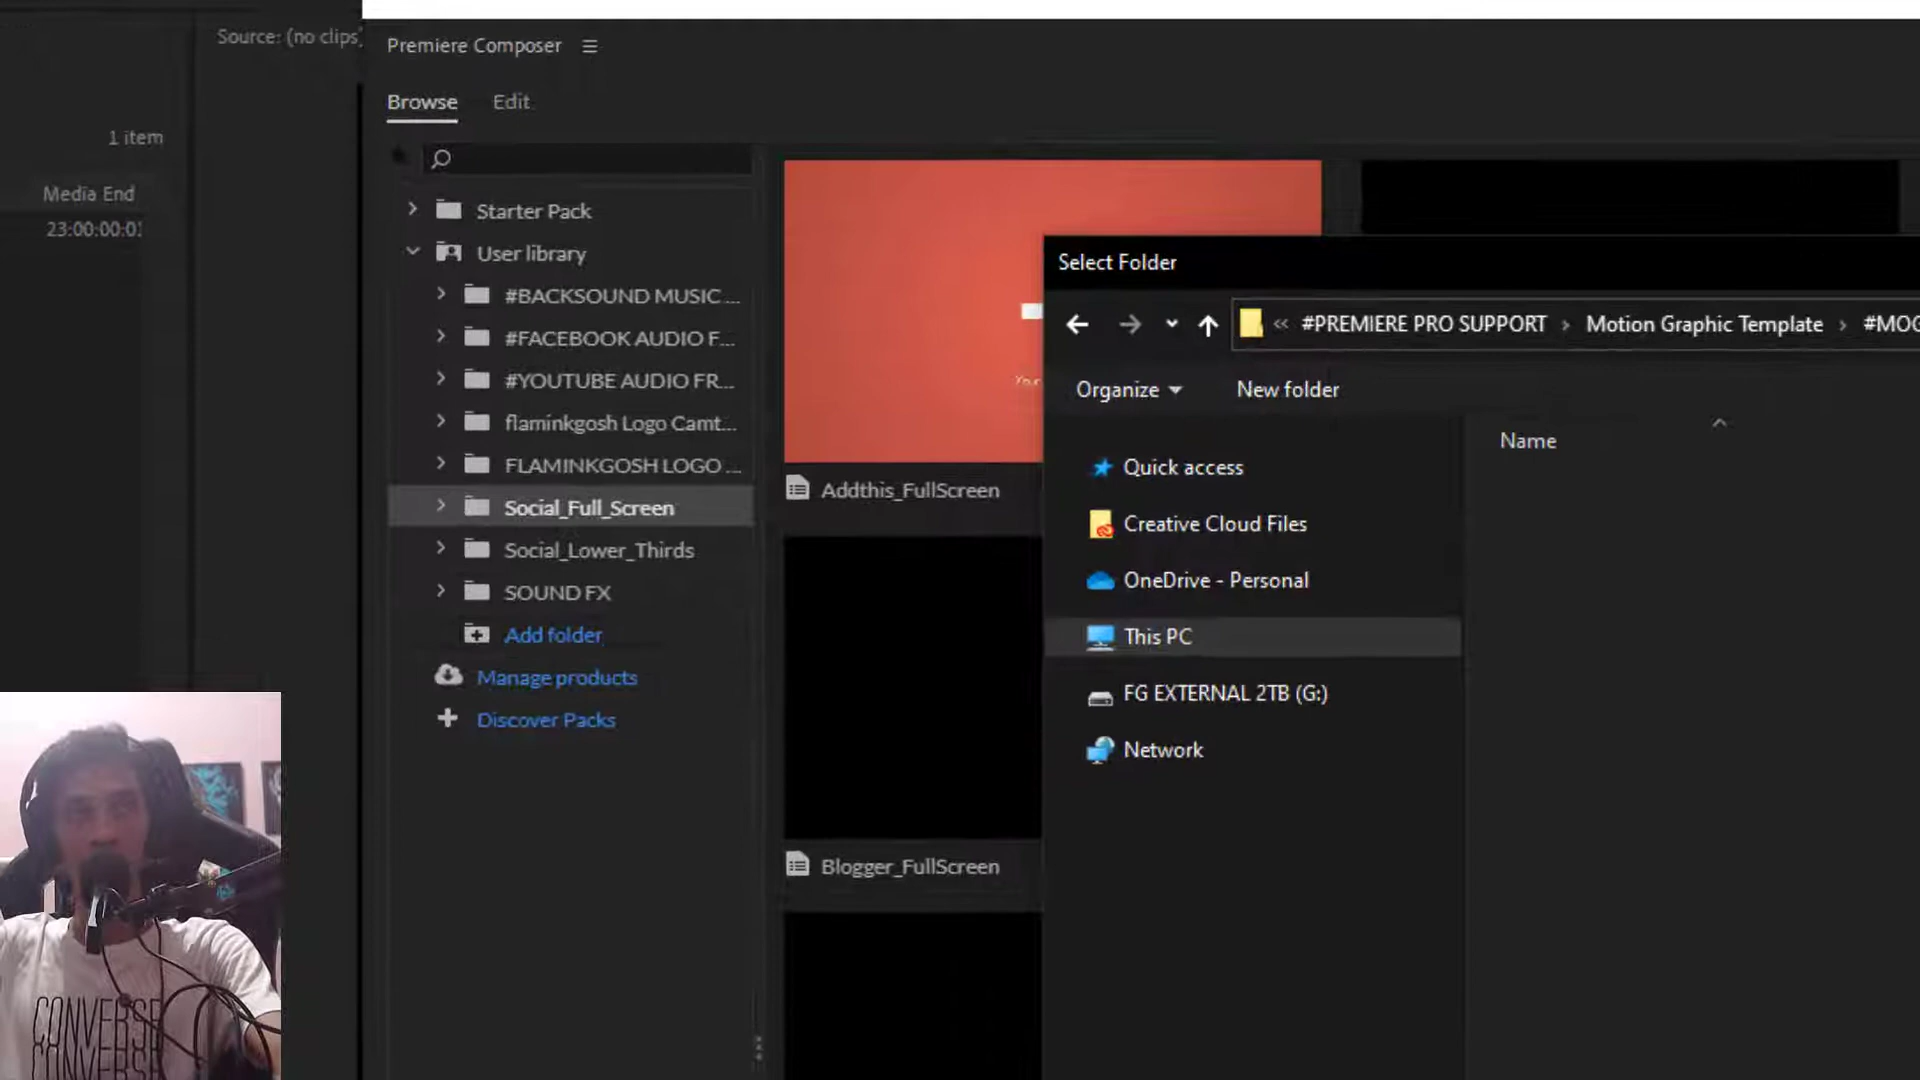 Source: (no clips)
1 item
Media End
23:00:00:01
Premiere Composer
Browse
Edit
Starter Pack
User library
#BACKSOUND MUSIC ...
#FACEBOOK AUDIO F...
#YOUTUBE AUDIO FR...
flaminkgosh Logo Camt...
FLAMINKGOSH LOGO ...
Social_Full_Screen
Social_Lower_Thirds
SOUND FX
Add folder
Manage products
Discover Packs
Addthis_FullScreen
Blogger_FullScreen
Select Folder
« #PREMIERE PRO SUPPORT › Motion Graphic Template › #MOG
Organize
New folder
Name
Quick access
Creative Cloud Files
OneDrive - Personal
This PC
FG EXTERNAL 2TB (G:)
Network
CONVERSE
CONVERSE